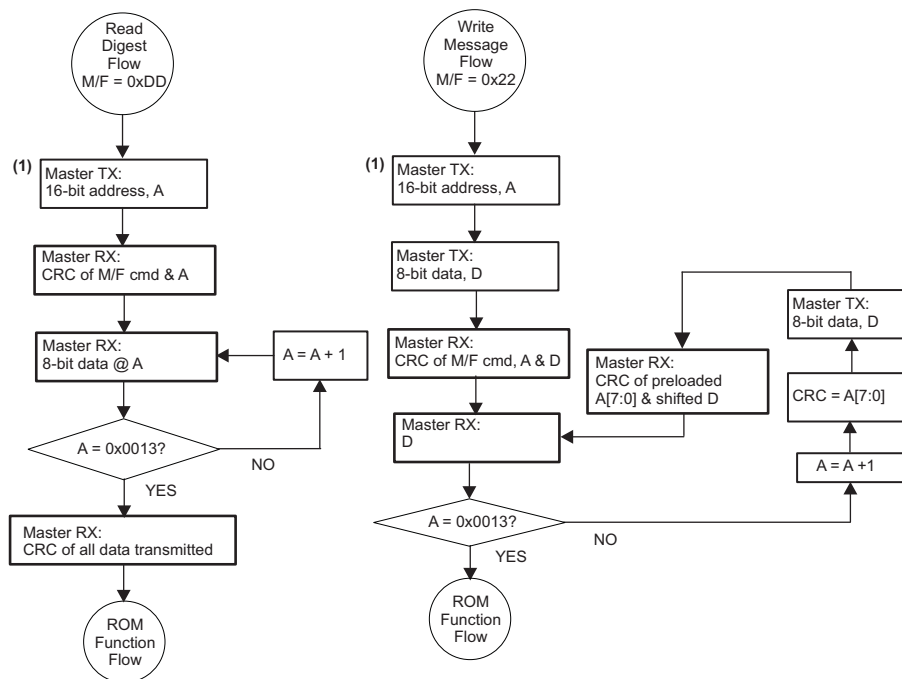 Read
Digest
Flow
M/F = 0xDD
(1)
Master TX:
16-bit address, A
Master RX:
CRC of M/F cmd & A
Master RX:
8-bit data @ A
A = A + 1
A = 0x0013?
NO
YES
Master RX:
CRC of all data transmitted
ROM
Function
Flow
Write
Message
Flow
M/F = 0x22
(1)
Master TX:
16-bit address, A
Master TX:
8-bit data, D
Master RX:
CRC of M/F cmd, A & D
Master RX:
D
A = 0x0013?
NO
YES
ROM
Function
Flow
A = A +1
CRC = A[7:0]
Master TX:
8-bit data, D
Master RX:
CRC of preloaded
A[7:0] & shifted D